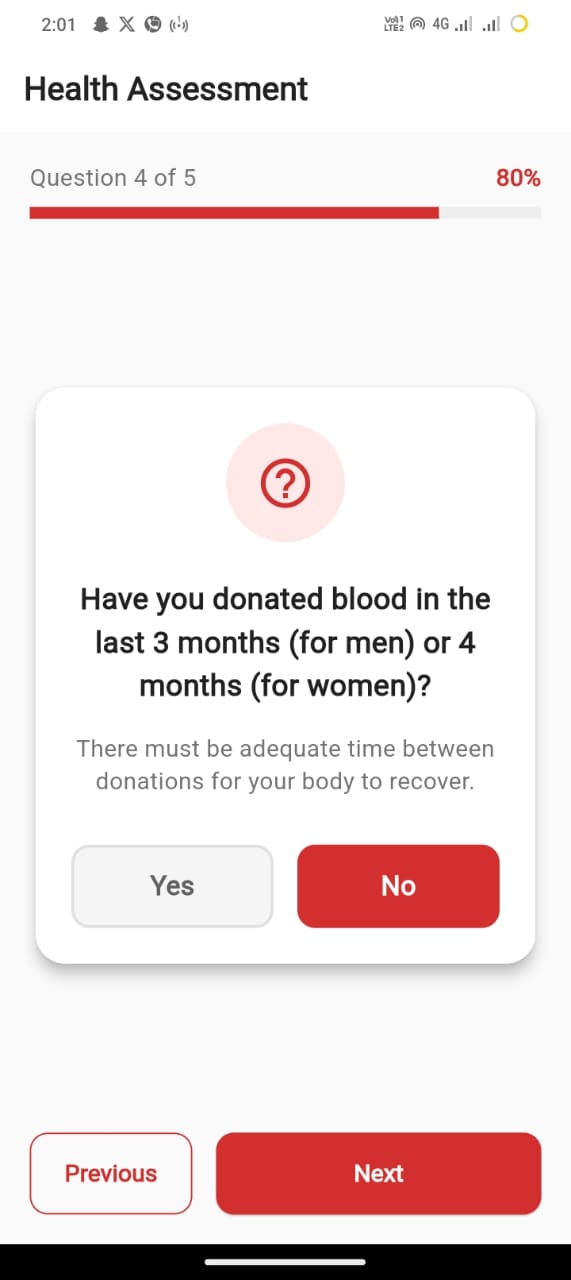 2:01
Vo) 1
LTE2
4G
Health Assessment
Question 4 of 5
80%
?
Have you donated blood in the
last 3 months (for men) or 4
months (for women)?
There must be adequate time between
donations for your body to recover.
Yes
No
Previous
Next